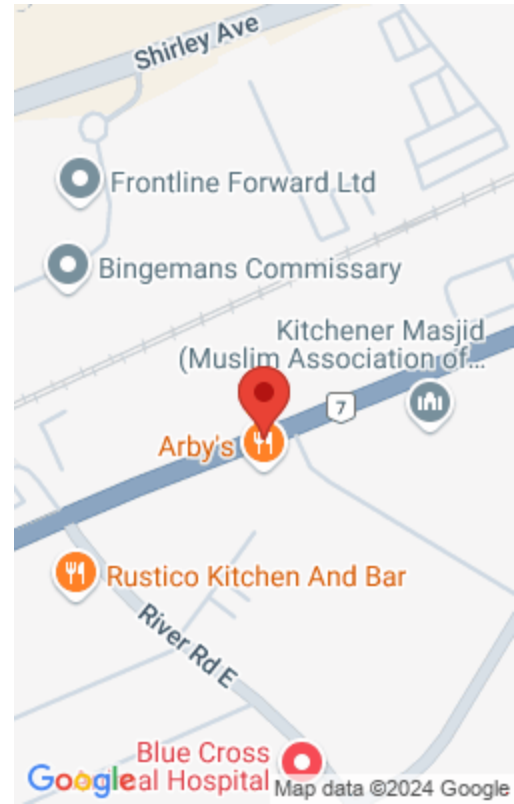 Shirley Ave
Frontline Forward Ltd
Bingemans Commissary
Kitchener Masjid
(Muslim Association of...
7
Arby's
Rustico Kitchen And Bar
River Rd E
Blue Cross
Google
al Hospital
Map data ©2024 Google